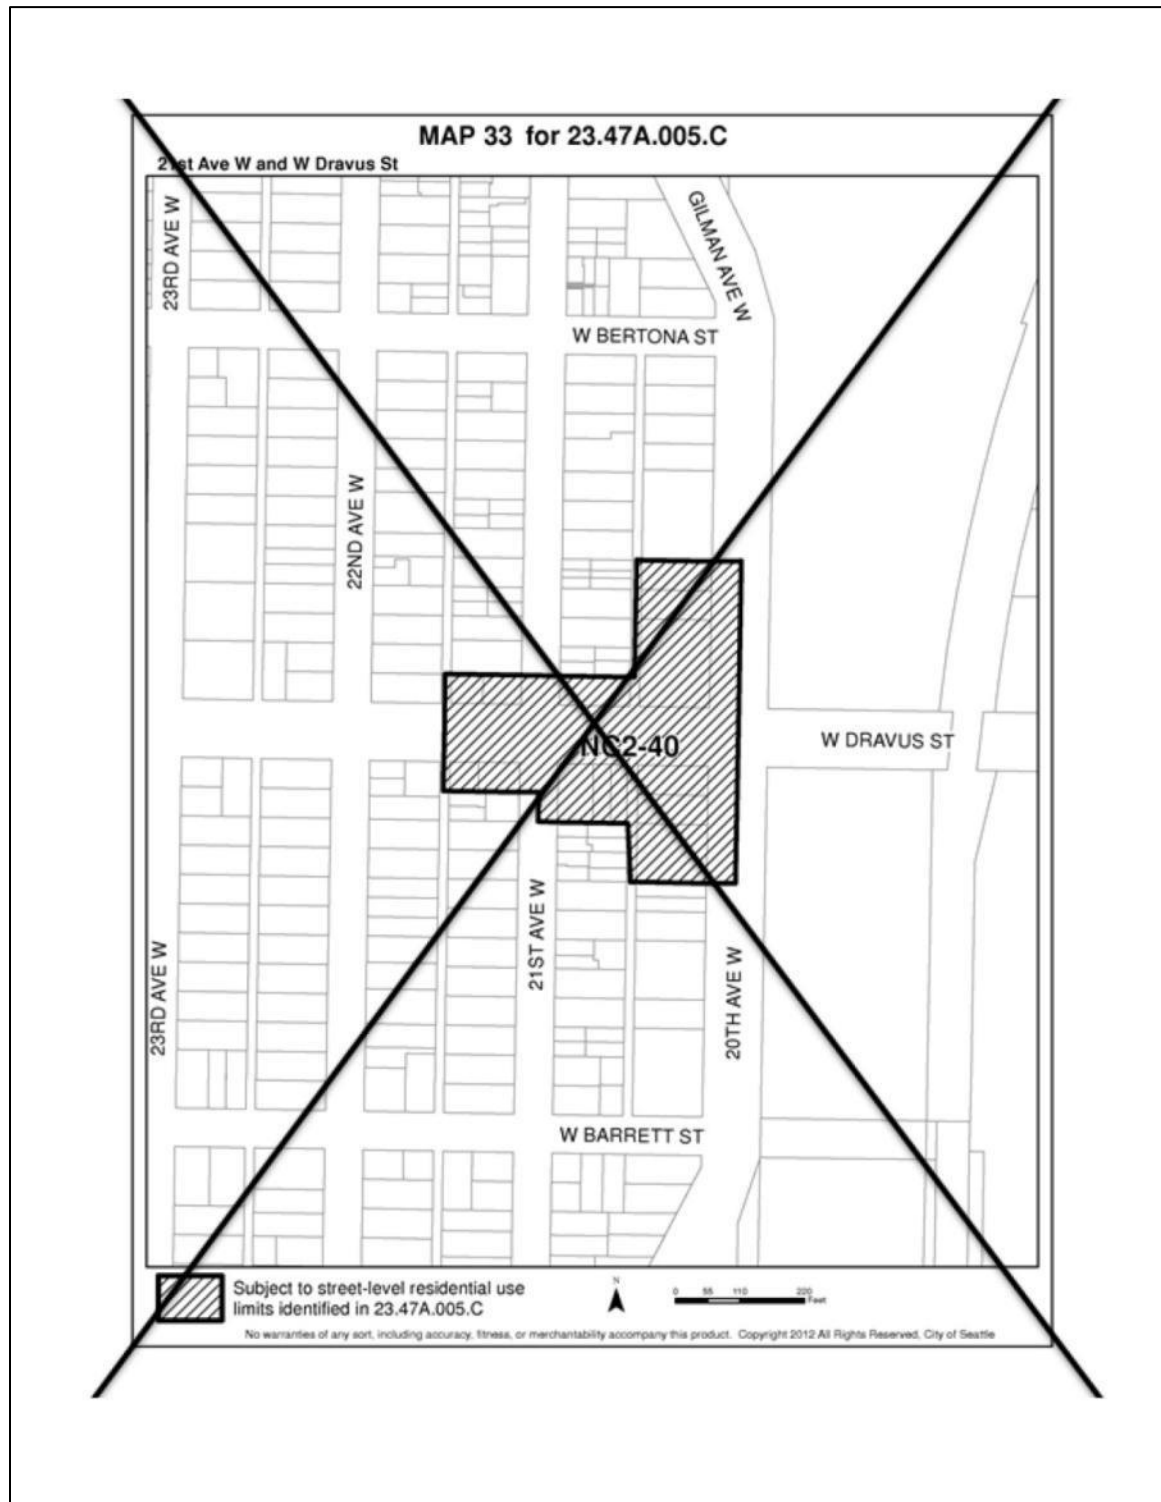 MAP 33 for 23.47A.005.C
21st Ave W and W Dravus St
23RD AVE W
GILMAN AVE W
W BERTONA ST
22ND AVE W
NC2-40
W DRAVUS ST
21ST AVE W
23RD AVE W
20TH AVE W
W BARRETT ST
Subject to street-level residential use
limits identified in 23.47A.005.C
N
0 55 110 220
Feet
No warranties of any sort, including accuracy, fitness, or merchantability accompany this product. Copyright 2012 All Rights Reserved, City of Seattle